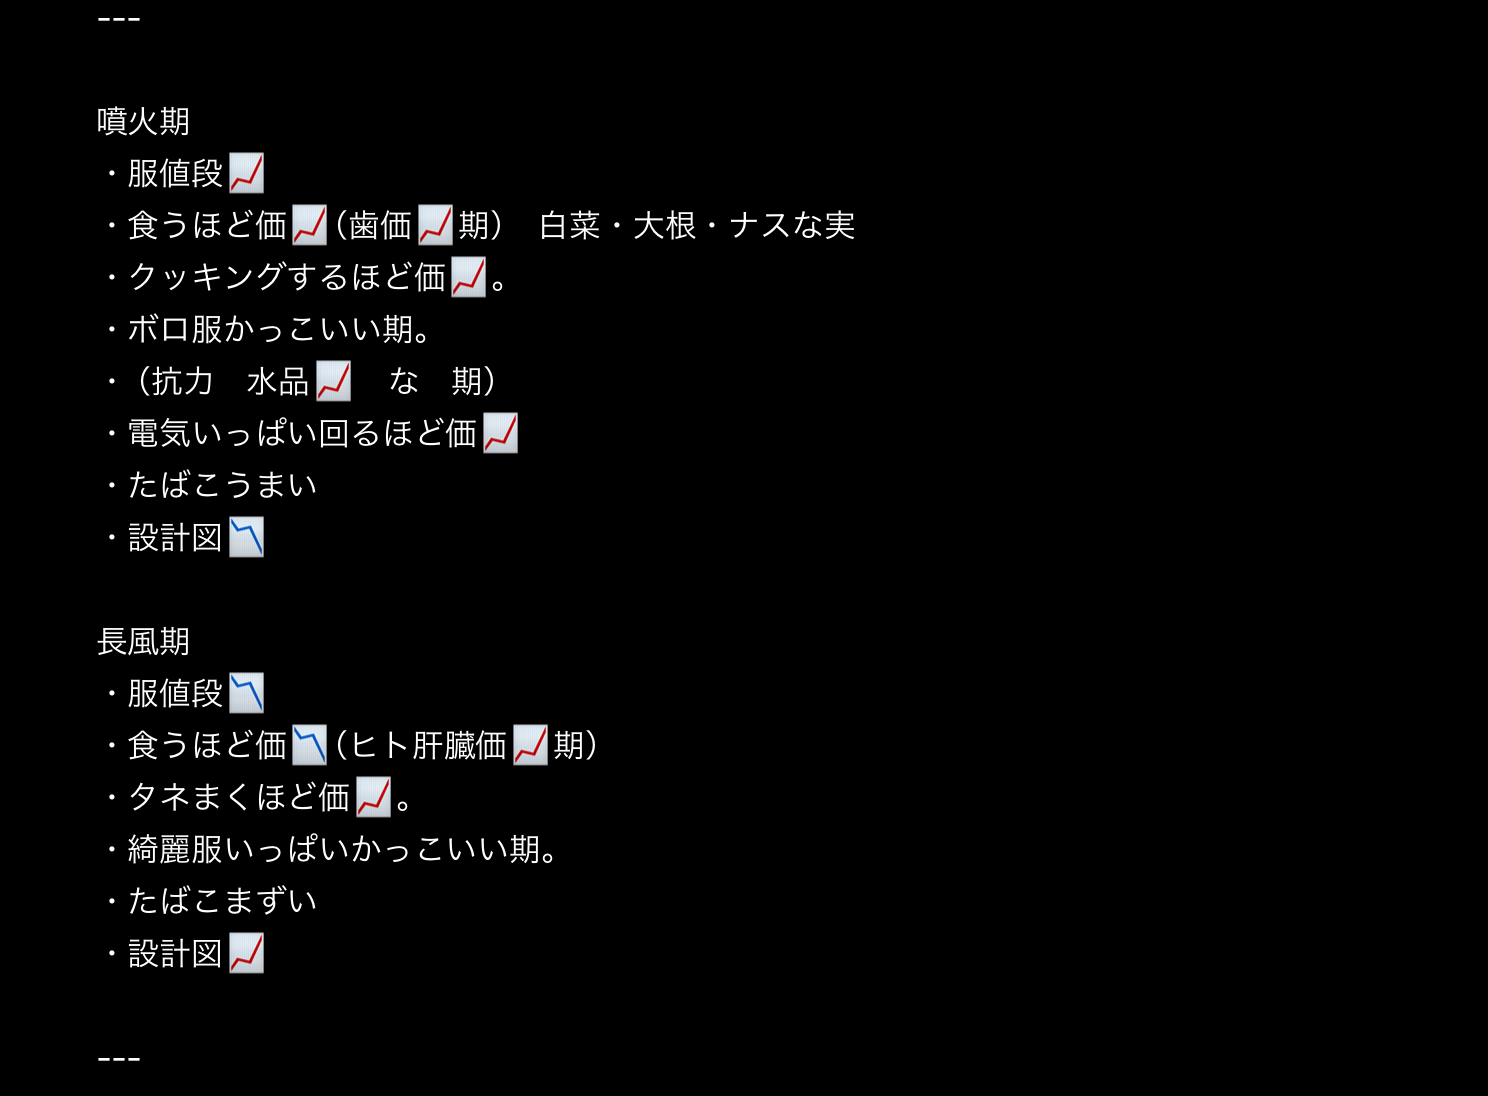 ---
噴火期
・服値段📈
・食うほど価📈（歯価📈期）　白菜・大根・ナスな実
・クッキングするほど価📈。
・ボロ服かっこいい期。
・（抗力　水品📈　な　期）
・電気いっぱい回るほど価📈
・たばこうまい
・設計図📉
長風期
・服値段📉
・食うほど価📉（ヒト肝臓価📈期）
・タネまくほど価📈。
・綺麗服いっぱいかっこいい期。
・たばこまずい
・設計図📈
---